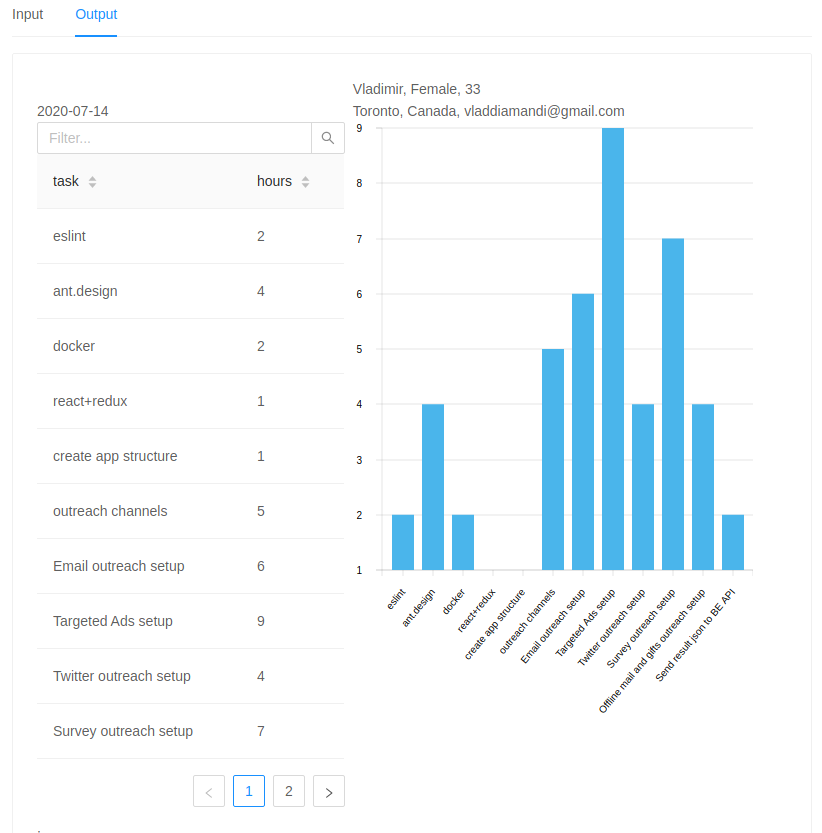 Input Output
Vladimir, Female, 33
2020-07-14
Toronto, Canada, vladdiamandi@gmail.com
Filter...
task hours
eslint 2
ant.design 4
docker 2
react+redux 1
create app structure 1
outreach channels 5
Email outreach setup 6
Targeted Ads setup 9
Twitter outreach setup 4
Survey outreach setup 7
< 1 2 >
9
8
7
6
5
4
3
2
1
eslint
ant.design
docker
react+redux
create app structure
outreach channels
Email outreach setup
Targeted Ads setup
Twitter outreach setup
Survey outreach setup
Offline mail and gifts outreach setup
Send result json to BE API